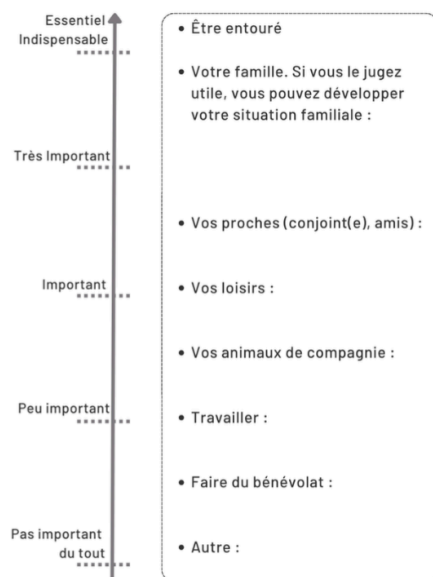 Essentiel
Indispensable
Très Important
Important
Peu important
Pas important
du tout
• Être entouré
• Votre famille. Si vous le jugez
utile, vous pouvez développer
votre situation familiale :
• Vos proches (conjoint(e), amis) :
• Vos loisirs :
• Vos animaux de compagnie :
• Travailler :
• Faire du bénévolat :
• Autre :